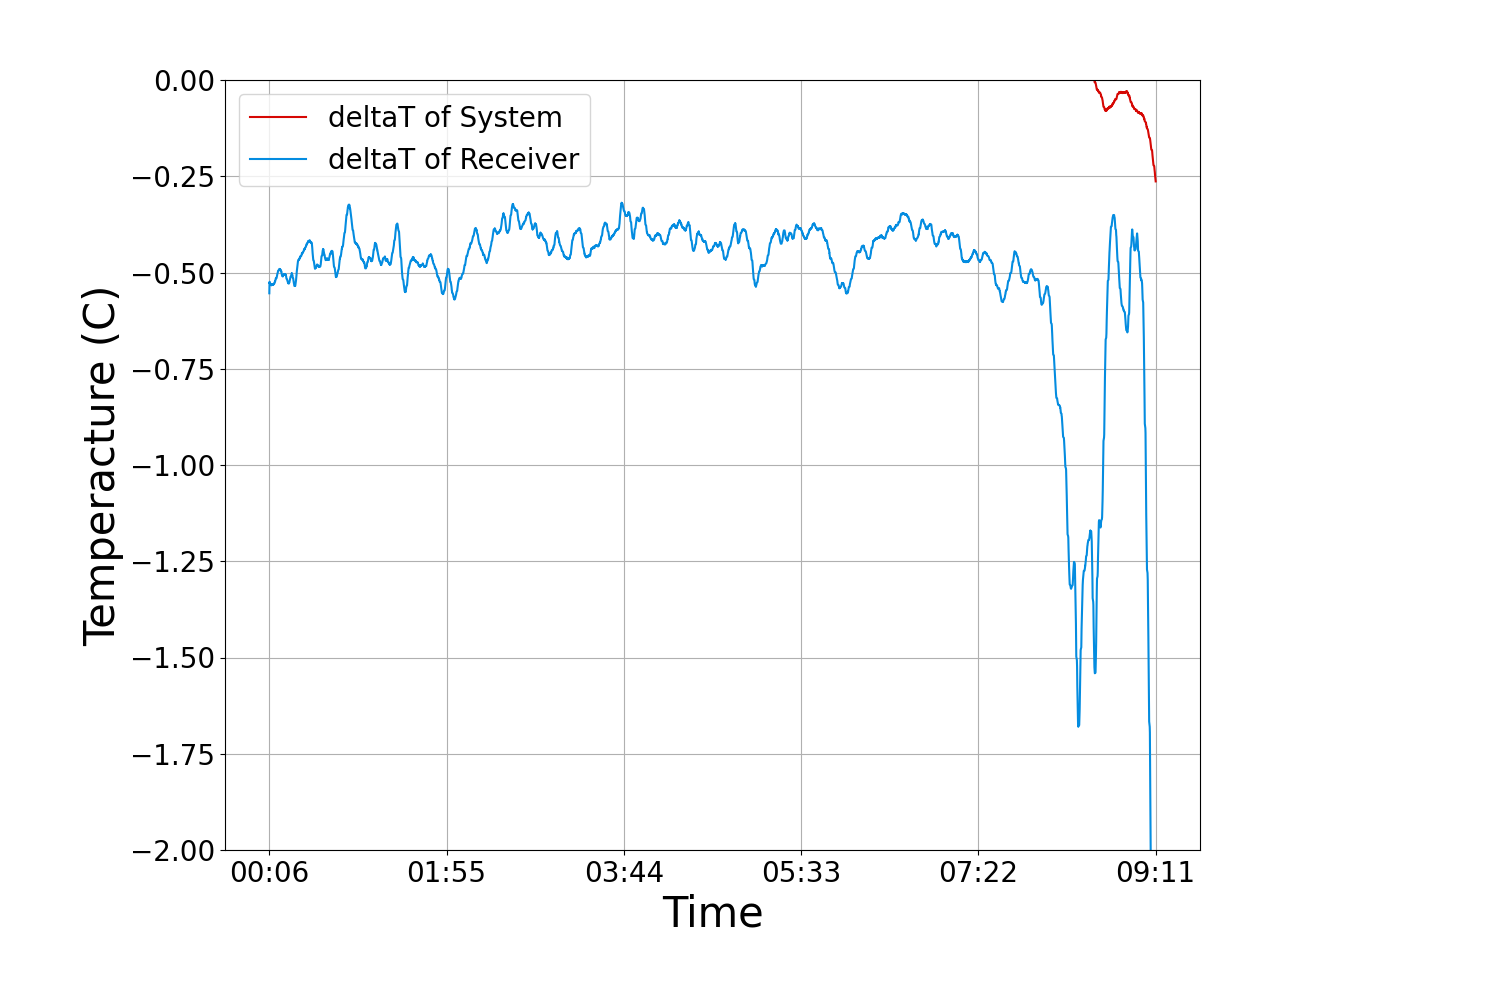 0.00
−0.25
−0.50
−0.75
−1.00
−1.25
−1.50
−1.75
−2.00
Temperacture (C)
deltaT of System
deltaT of Receiver
00:06 01:55 03:44 05:33 07:22 09:11
Time